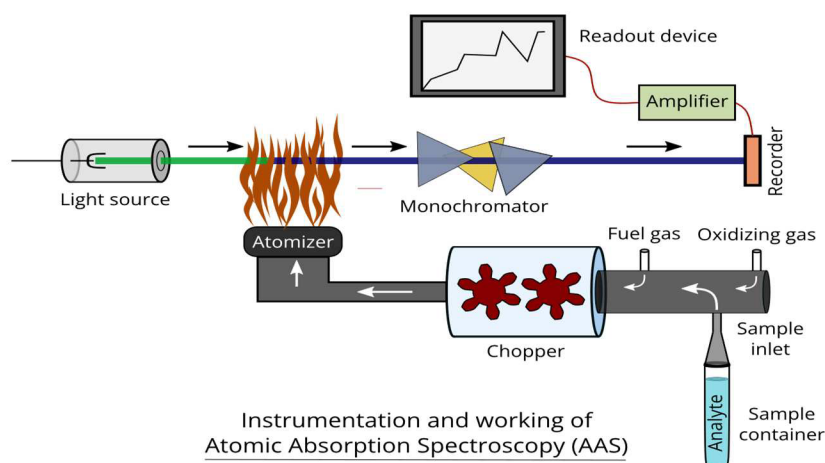 Readout device
Amplifier
Recorder
Light source
Monochromator
Atomizer
Fuel gas
Oxidizing gas
Chopper
Sample
inlet
Analyte
Sample
container
Instrumentation and working of
Atomic Absorption Spectroscopy (AAS)